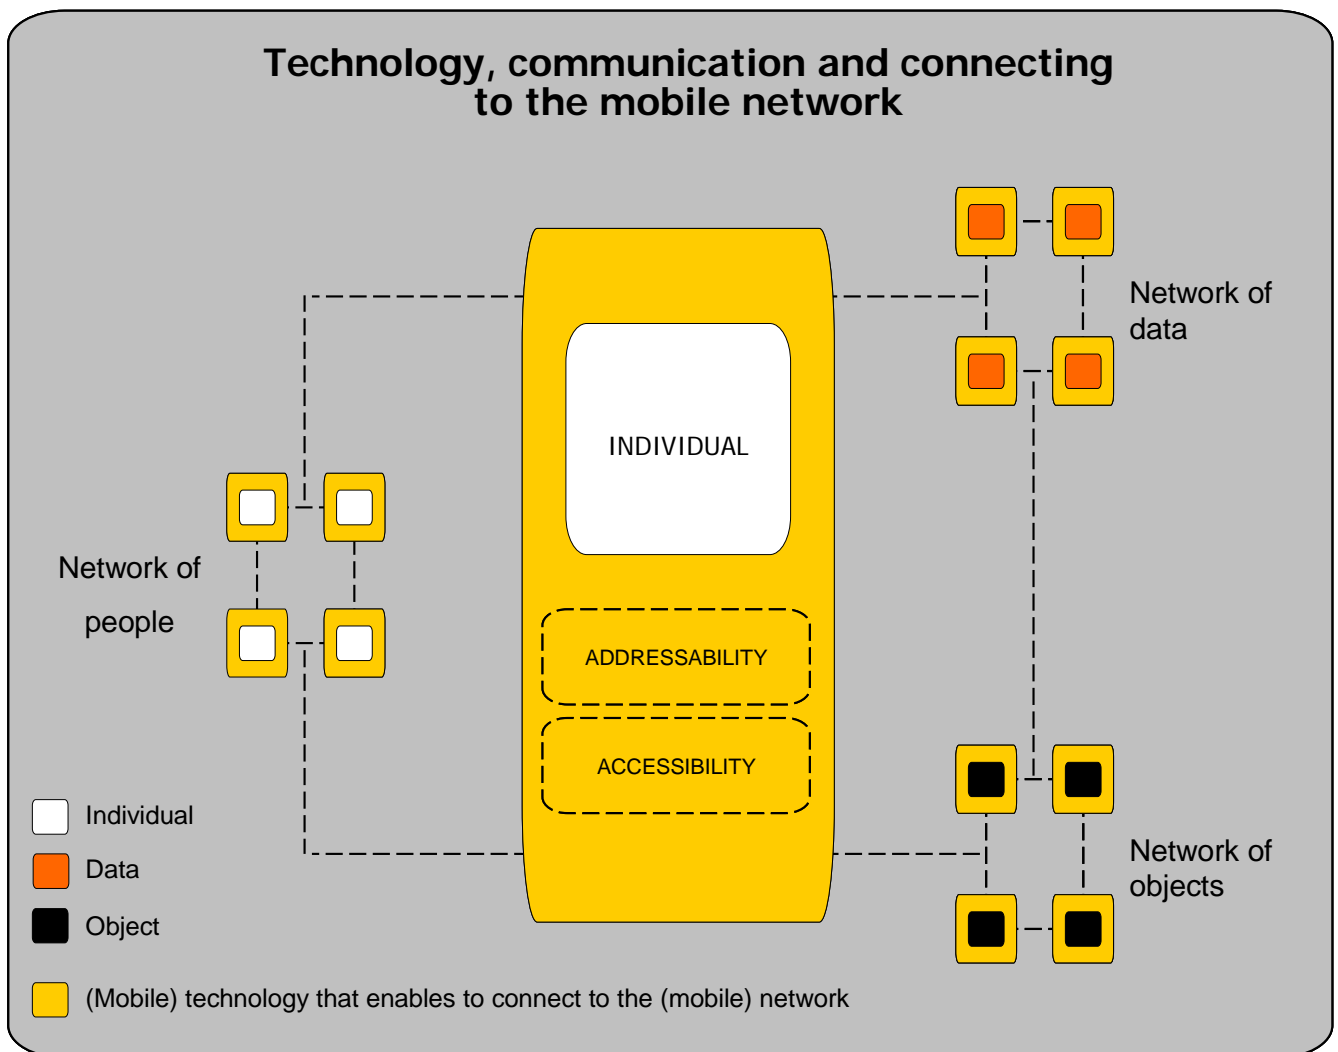 Technology, communication and connecting
to the mobile network
Network of
data
INDIVIDUAL
Network of
people
ADDRESSABILITY
ACCESSIBILITY
Network of
objects
Individual
Data
Object
(Mobile) technology that enables to connect to the (mobile) network